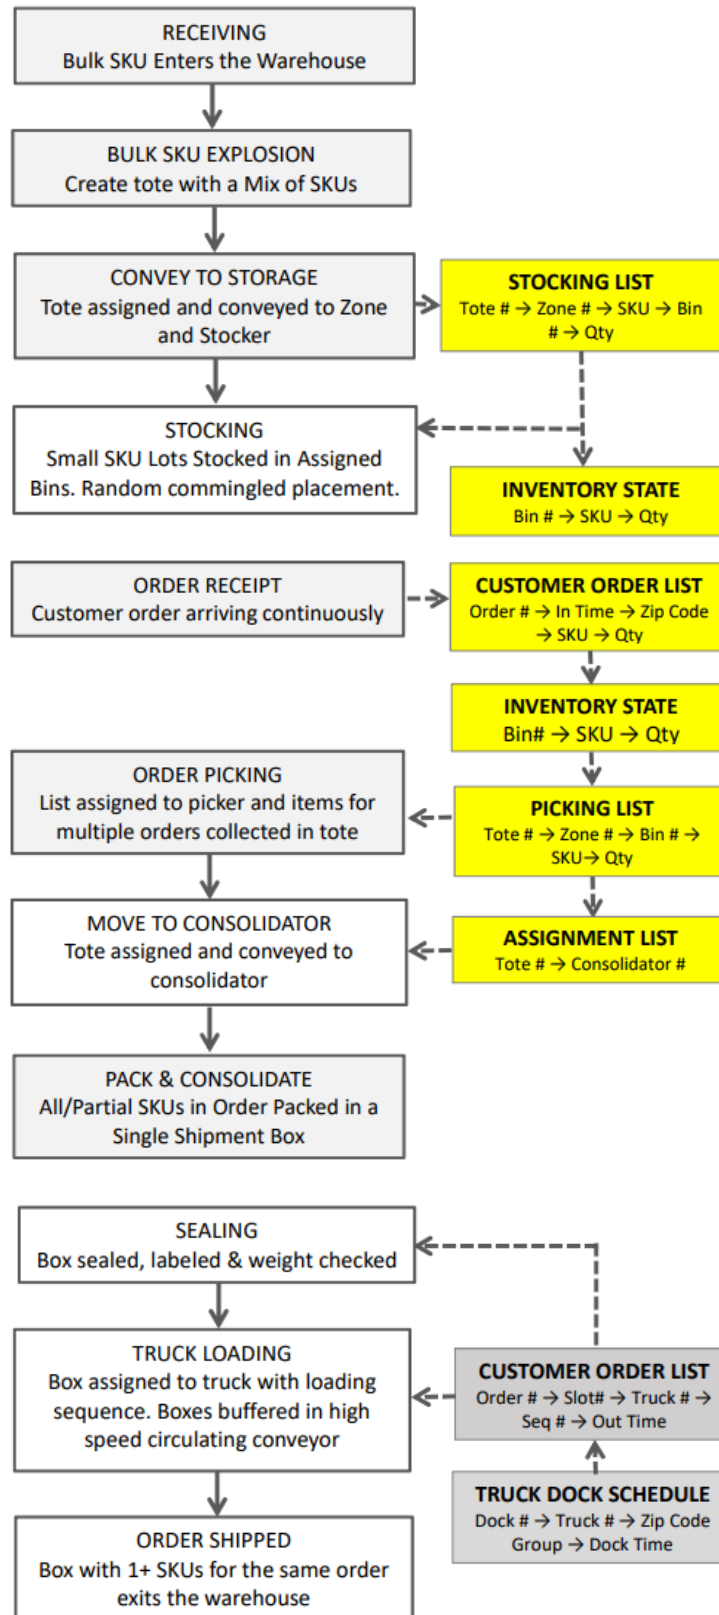 RECEIVING
Bulk SKU Enters the Warehouse
BULK SKU EXPLOSION
Create tote with a Mix of SKUs
CONVEY TO STORAGE
Tote assigned and conveyed to Zone
and Stocker
STOCKING LIST
Tote # → Zone # → SKU → Bin
# → Qty
STOCKING
Small SKU Lots Stocked in Assigned
Bins. Random commingled placement.
INVENTORY STATE
Bin # → SKU → Qty
ORDER RECEIPT
Customer order arriving continuously
CUSTOMER ORDER LIST
Order # → In Time → Zip Code
→ SKU → Qty
INVENTORY STATE
Bin# → SKU → Qty
ORDER PICKING
List assigned to picker and items for
multiple orders collected in tote
PICKING LIST
Tote # → Zone # → Bin # →
SKU→ Qty
MOVE TO CONSOLIDATOR
Tote assigned and conveyed to
consolidator
ASSIGNMENT LIST
Tote # → Consolidator #
PACK & CONSOLIDATE
All/Partial SKUs in Order Packed in a
Single Shipment Box
SEALING
Box sealed, labeled & weight checked
TRUCK LOADING
Box assigned to truck with loading
sequence. Boxes buffered in high
speed circulating conveyor
CUSTOMER ORDER LIST
Order # → Slot# → Truck # →
Seq # → Out Time
TRUCK DOCK SCHEDULE
Dock # → Truck # → Zip Code
Group → Dock Time
ORDER SHIPPED
Box with 1+ SKUs for the same order
exits the warehouse